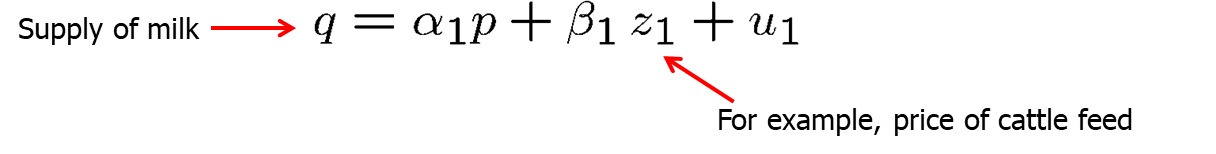 Supply of milk q = α₁p + β₁ z₁ + u₁
For example, price of cattle feed